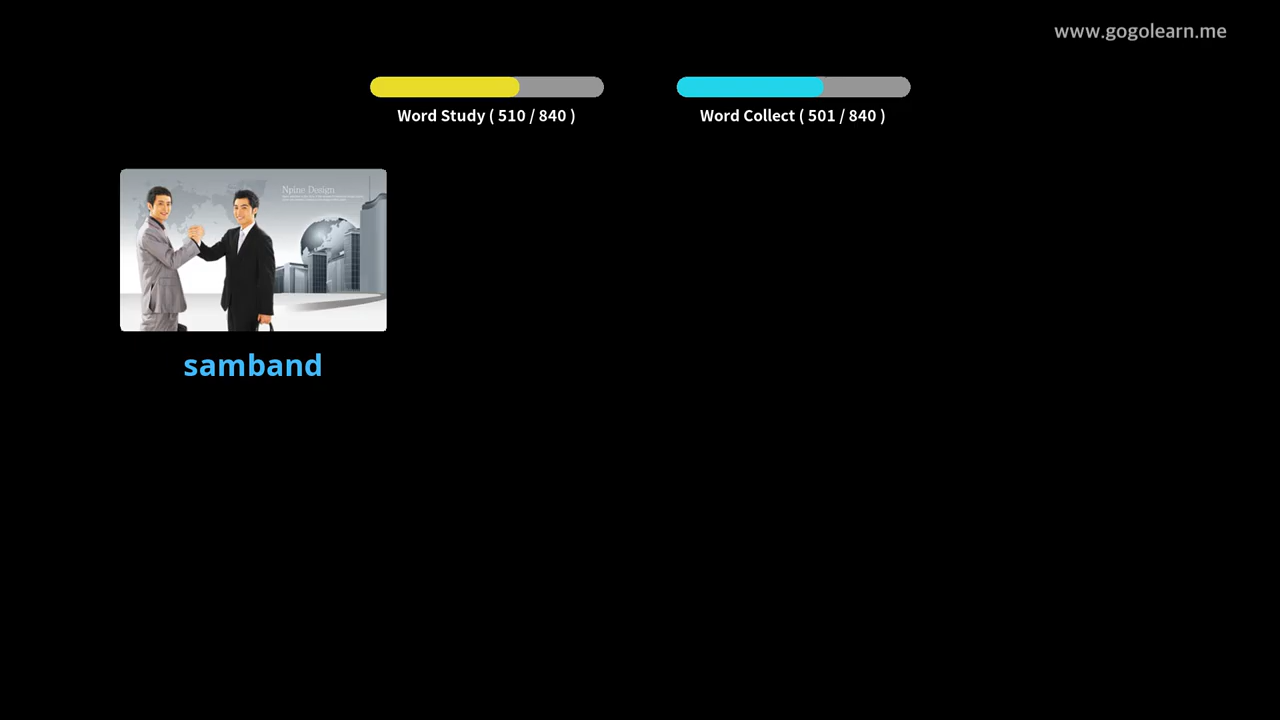 www.gogolearn.me
Word Study ( 510 / 840 )
Word Collect ( 501 / 840 )
Npine Design
samband